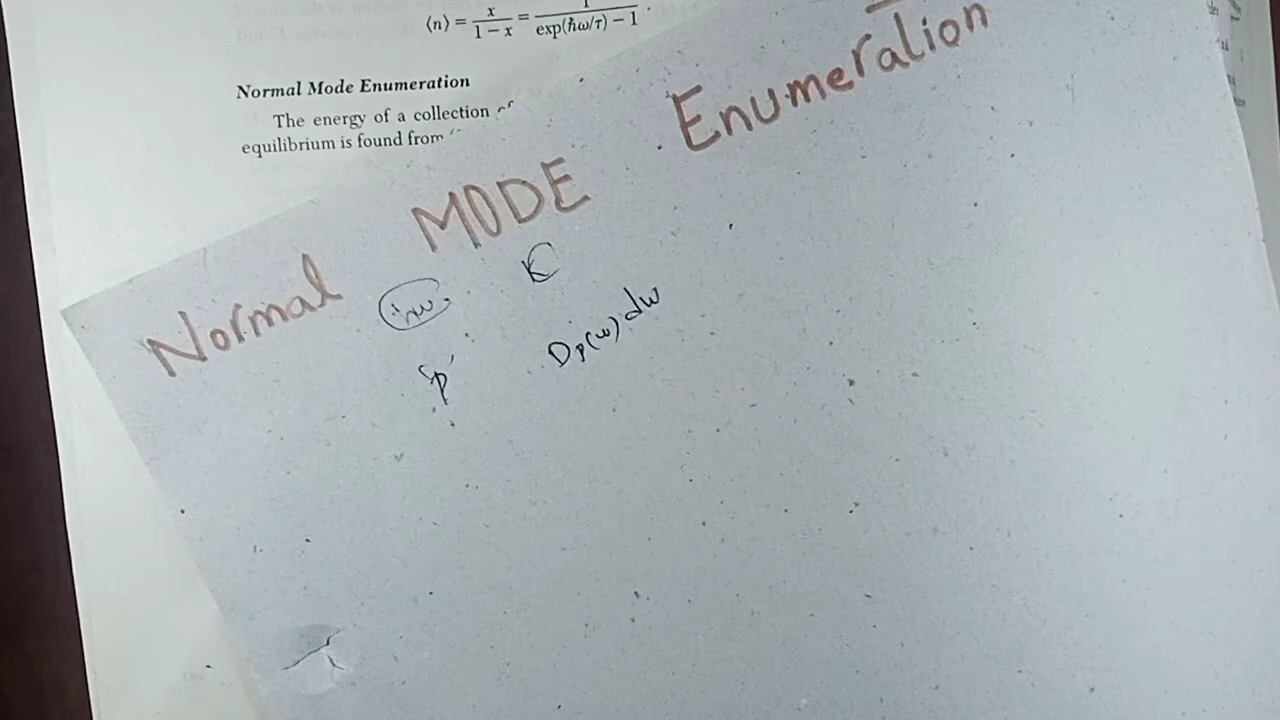 ⟨n⟩ = x / (1 − x) = 1 / (exp(ħω/τ) − 1) .
Normal Mode Enumeration
The energy of a collection of
equilibrium is found from
Normal MODE Enumeration
ħω. K
'p' Dp(ω).dω